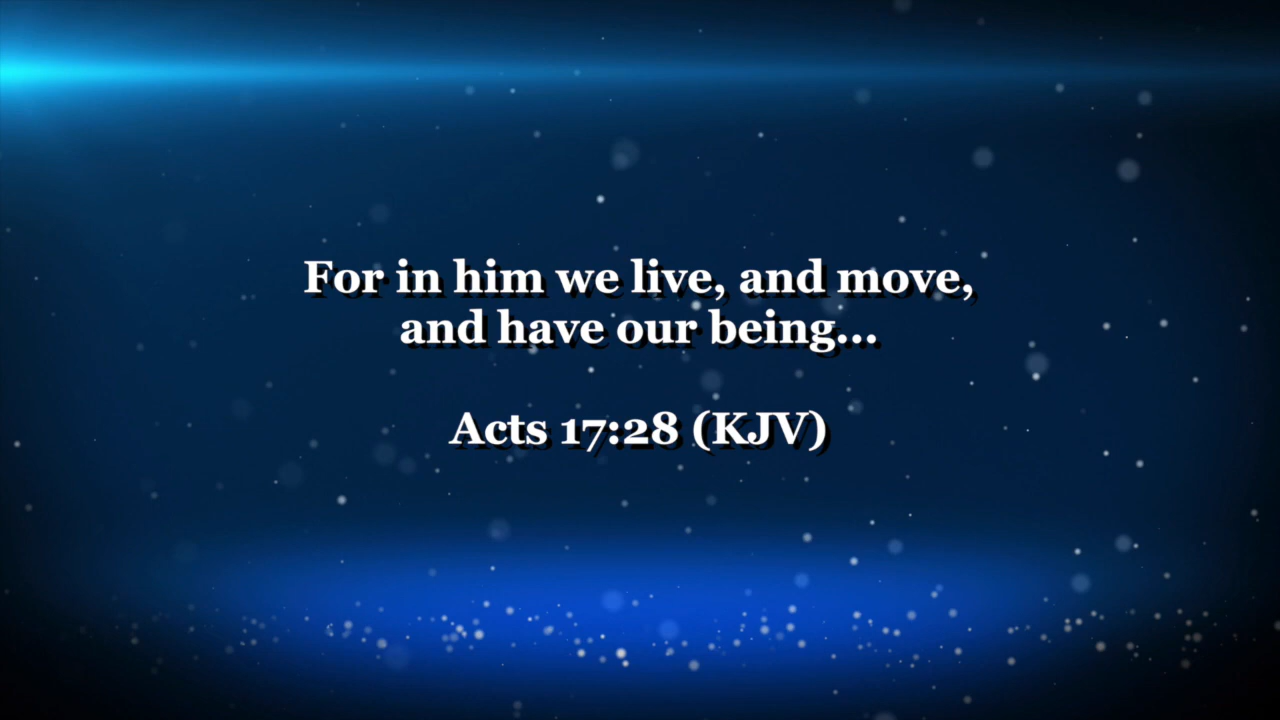 For in him we live, and move,
and have our being...
Acts 17:28 (KJV)